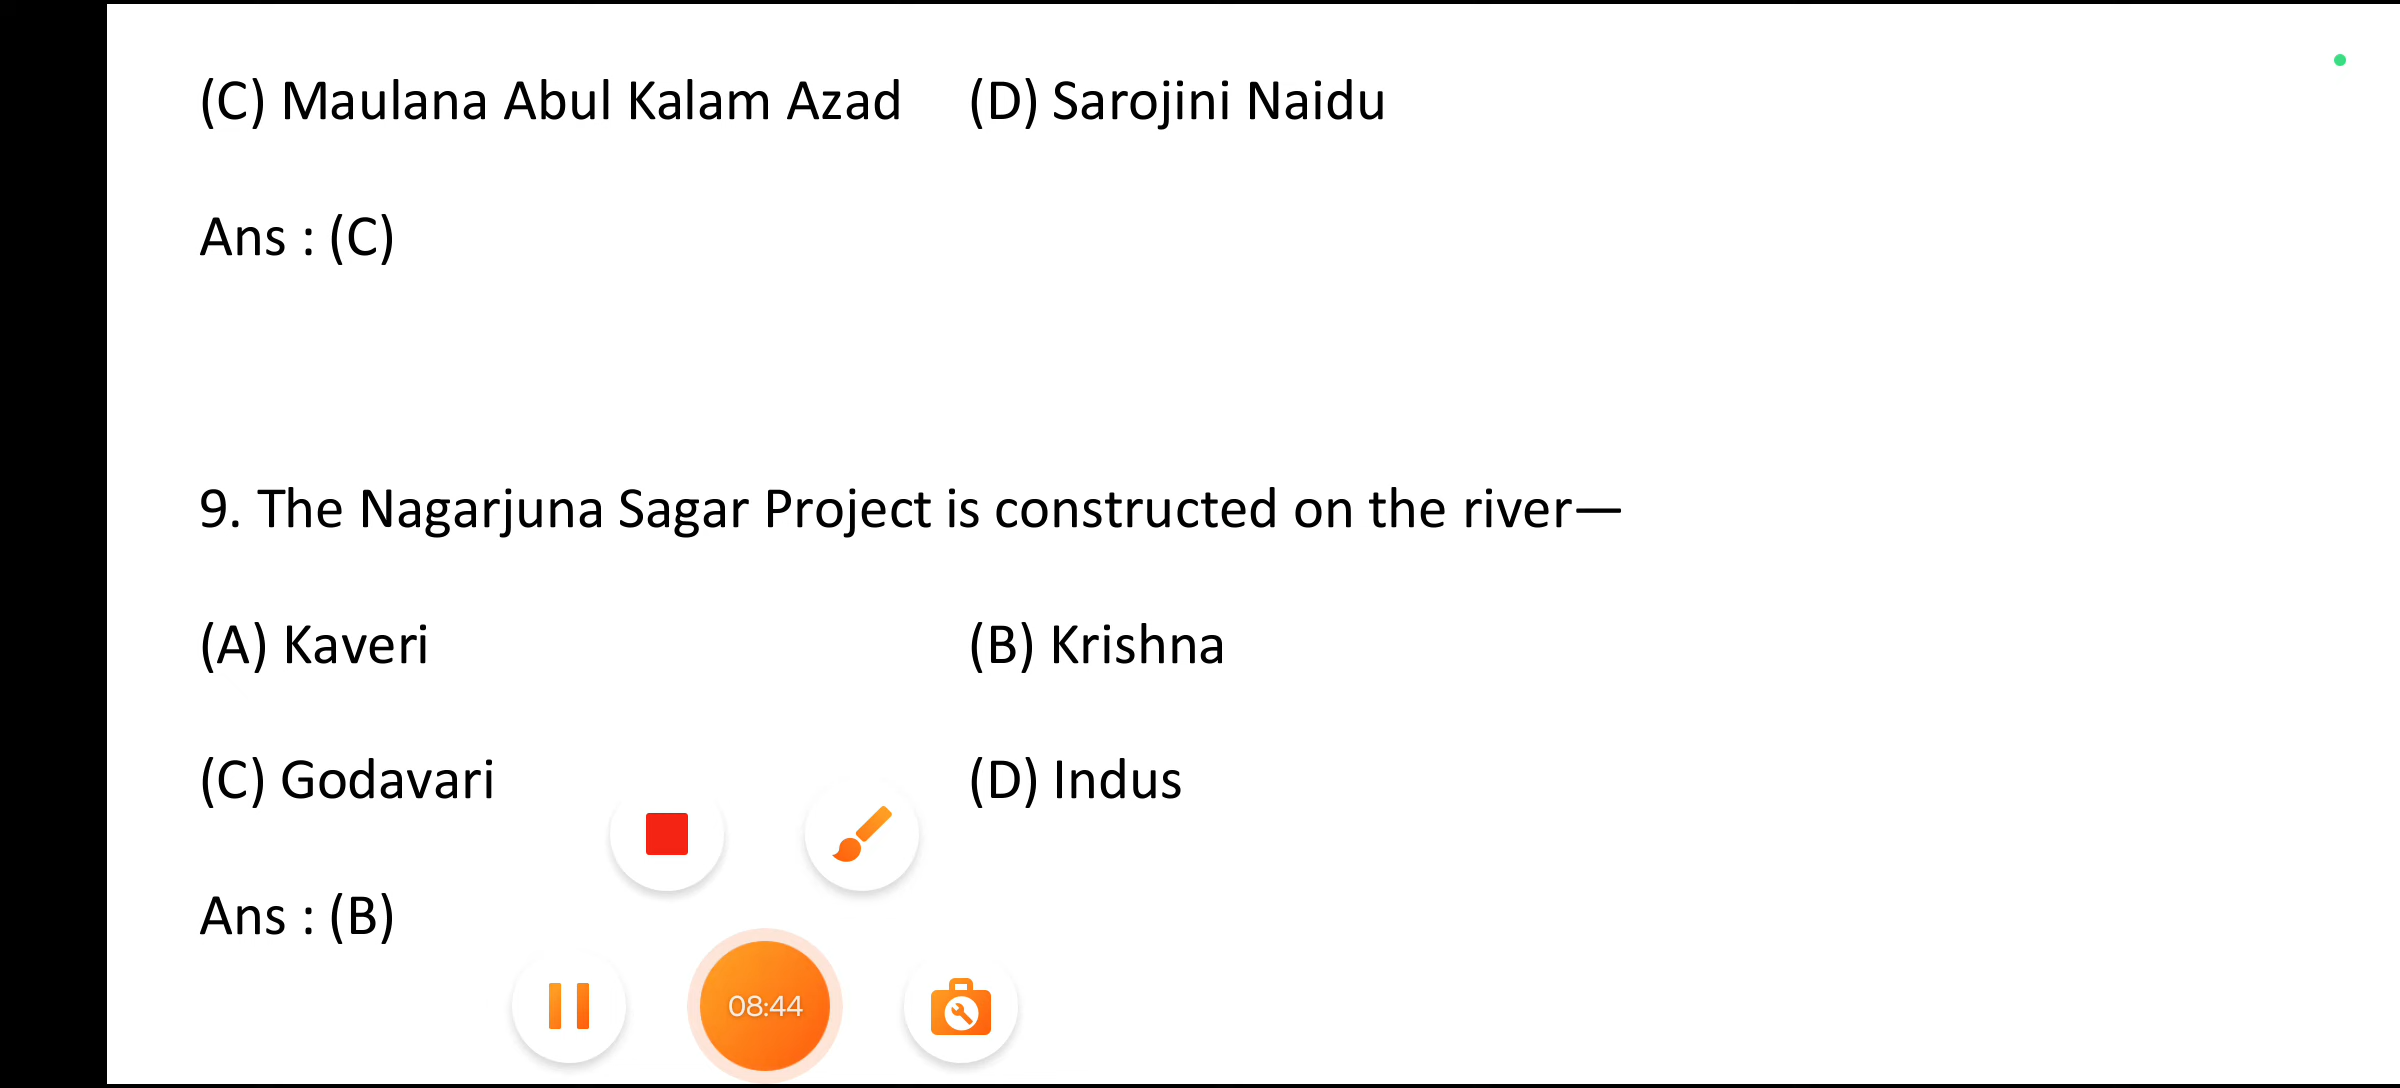 (C) Maulana Abul Kalam Azad (D) Sarojini Naidu
Ans : (C)
9. The Nagarjuna Sagar Project is constructed on the river—
(A) Kaveri (B) Krishna
(C) Godavari (D) Indus
Ans : (B)
08:44